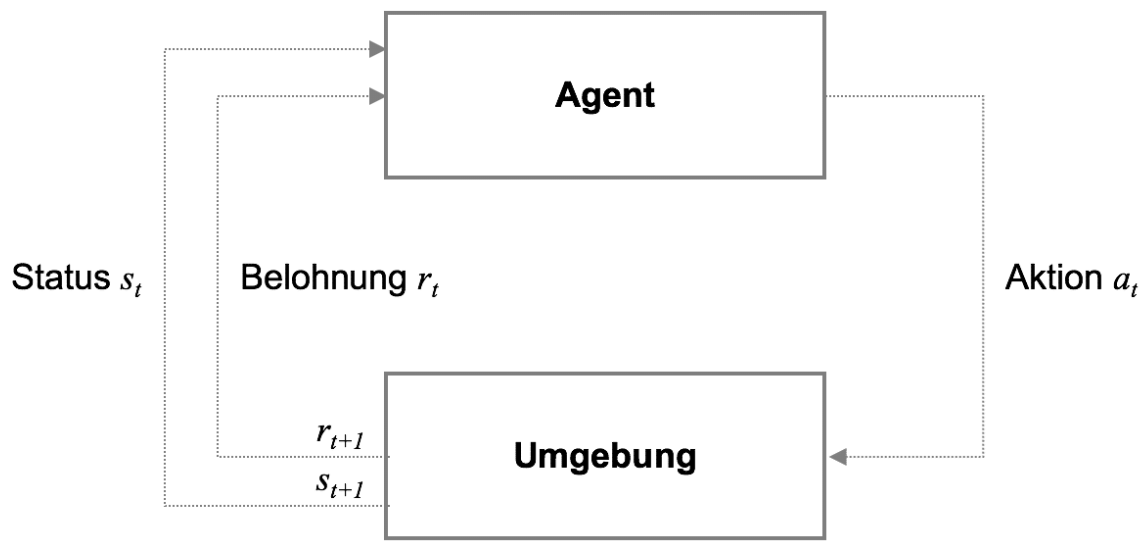 Agent
Status s_t
Belohnung r_t
Aktion a_t
r_{t+1}
Umgebung
s_{t+1}